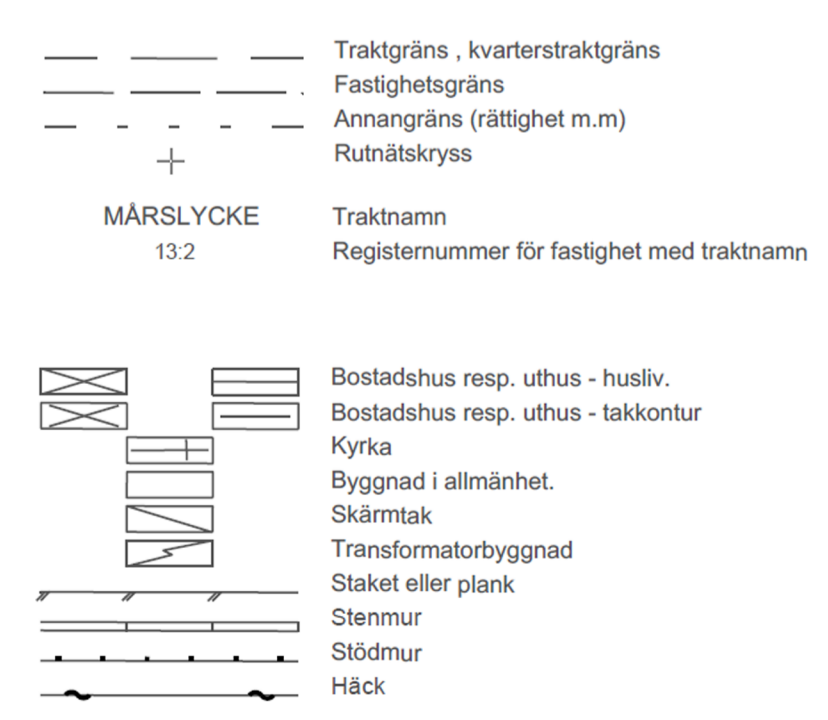 Traktgräns , kvarterstraktgräns
Fastighetsgräns
Annangräns (rättighet m.m)
Rutnätskryss
MÅRSLYCKE Traktnamn
13:2 Registernummer för fastighet med traktnamn
Bostadshus resp. uthus - husliv.
Bostadshus resp. uthus - takkontur
Kyrka
Byggnad i allmänhet.
Skärmtak
Transformatorbyggnad
Staket eller plank
Stenmur
Stödmur
Häck